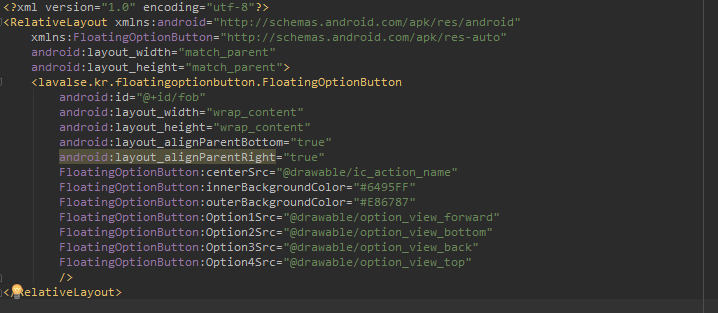 <?xml version="1.0" encoding="utf-8"?>
<RelativeLayout xmlns:android="http://schemas.android.com/apk/res/android"
xmlns:FloatingOptionButton="http://schemas.android.com/apk/res-auto"
android:layout_width="match_parent"
android:layout_height="match_parent">
<lavalse.kr.floatingoptionbutton.FloatingOptionButton
android:id="@+id/fob"
android:layout_width="wrap_content"
android:layout_height="wrap_content"
android:layout_alignParentBottom="true"
android:layout_alignParentRight="true"
FloatingOptionButton:centerSrc="@drawable/ic_action_name"
FloatingOptionButton:innerBackgroundColor="#6495FF"
FloatingOptionButton:outerBackgroundColor="#E86787"
FloatingOptionButton:Option1Src="@drawable/option_view_forward"
FloatingOptionButton:Option2Src="@drawable/option_view_bottom"
FloatingOptionButton:Option3Src="@drawable/option_view_back"
FloatingOptionButton:Option4Src="@drawable/option_view_top"
/>
</RelativeLayout>